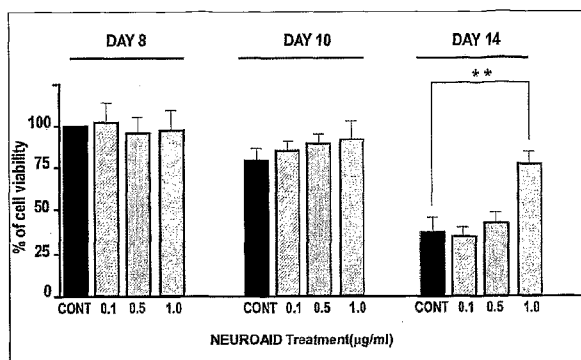 DAY 8 DAY 10 DAY 14
**
% of cell viability
100
75
50
25
0
CONT 0.1 0.5 1.0 CONT 0.1 0.5 1.0 CONT 0.1 0.5 1.0
NEUROAID Treatment(µg/ml)